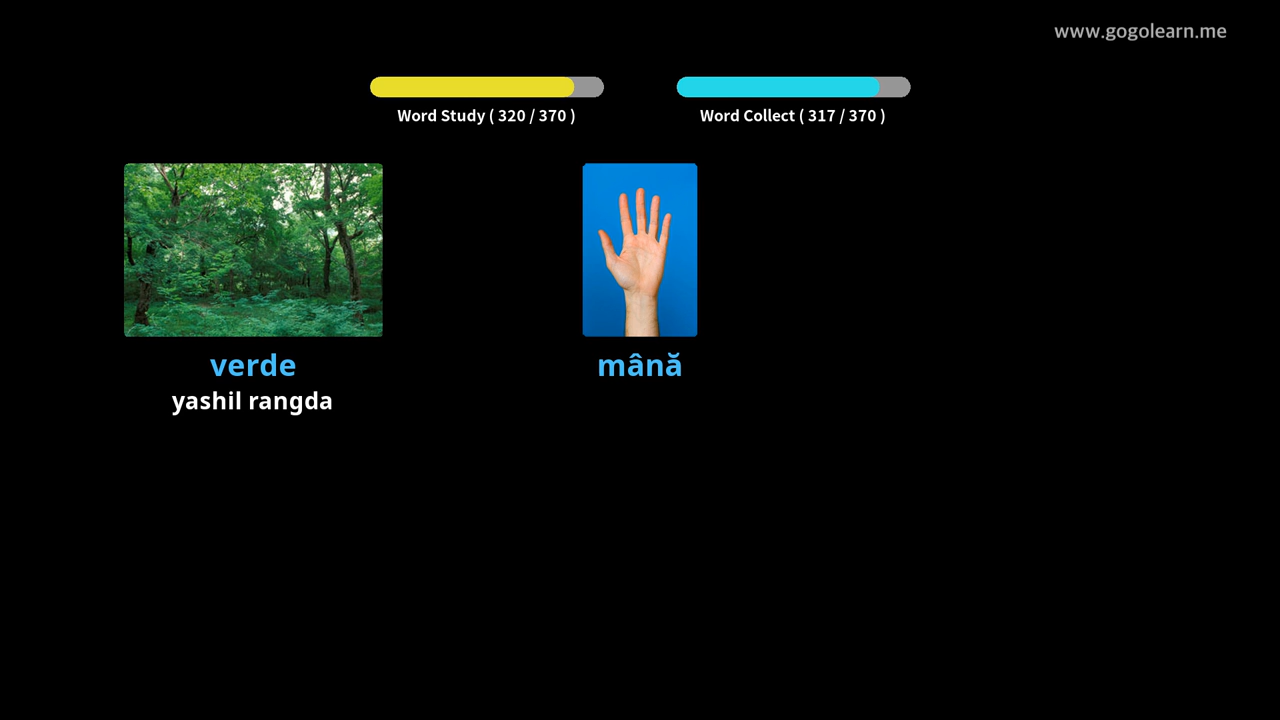 www.gogolearn.me
Word Study ( 320 / 370 )
Word Collect ( 317 / 370 )
verde
yashil rangda
mână